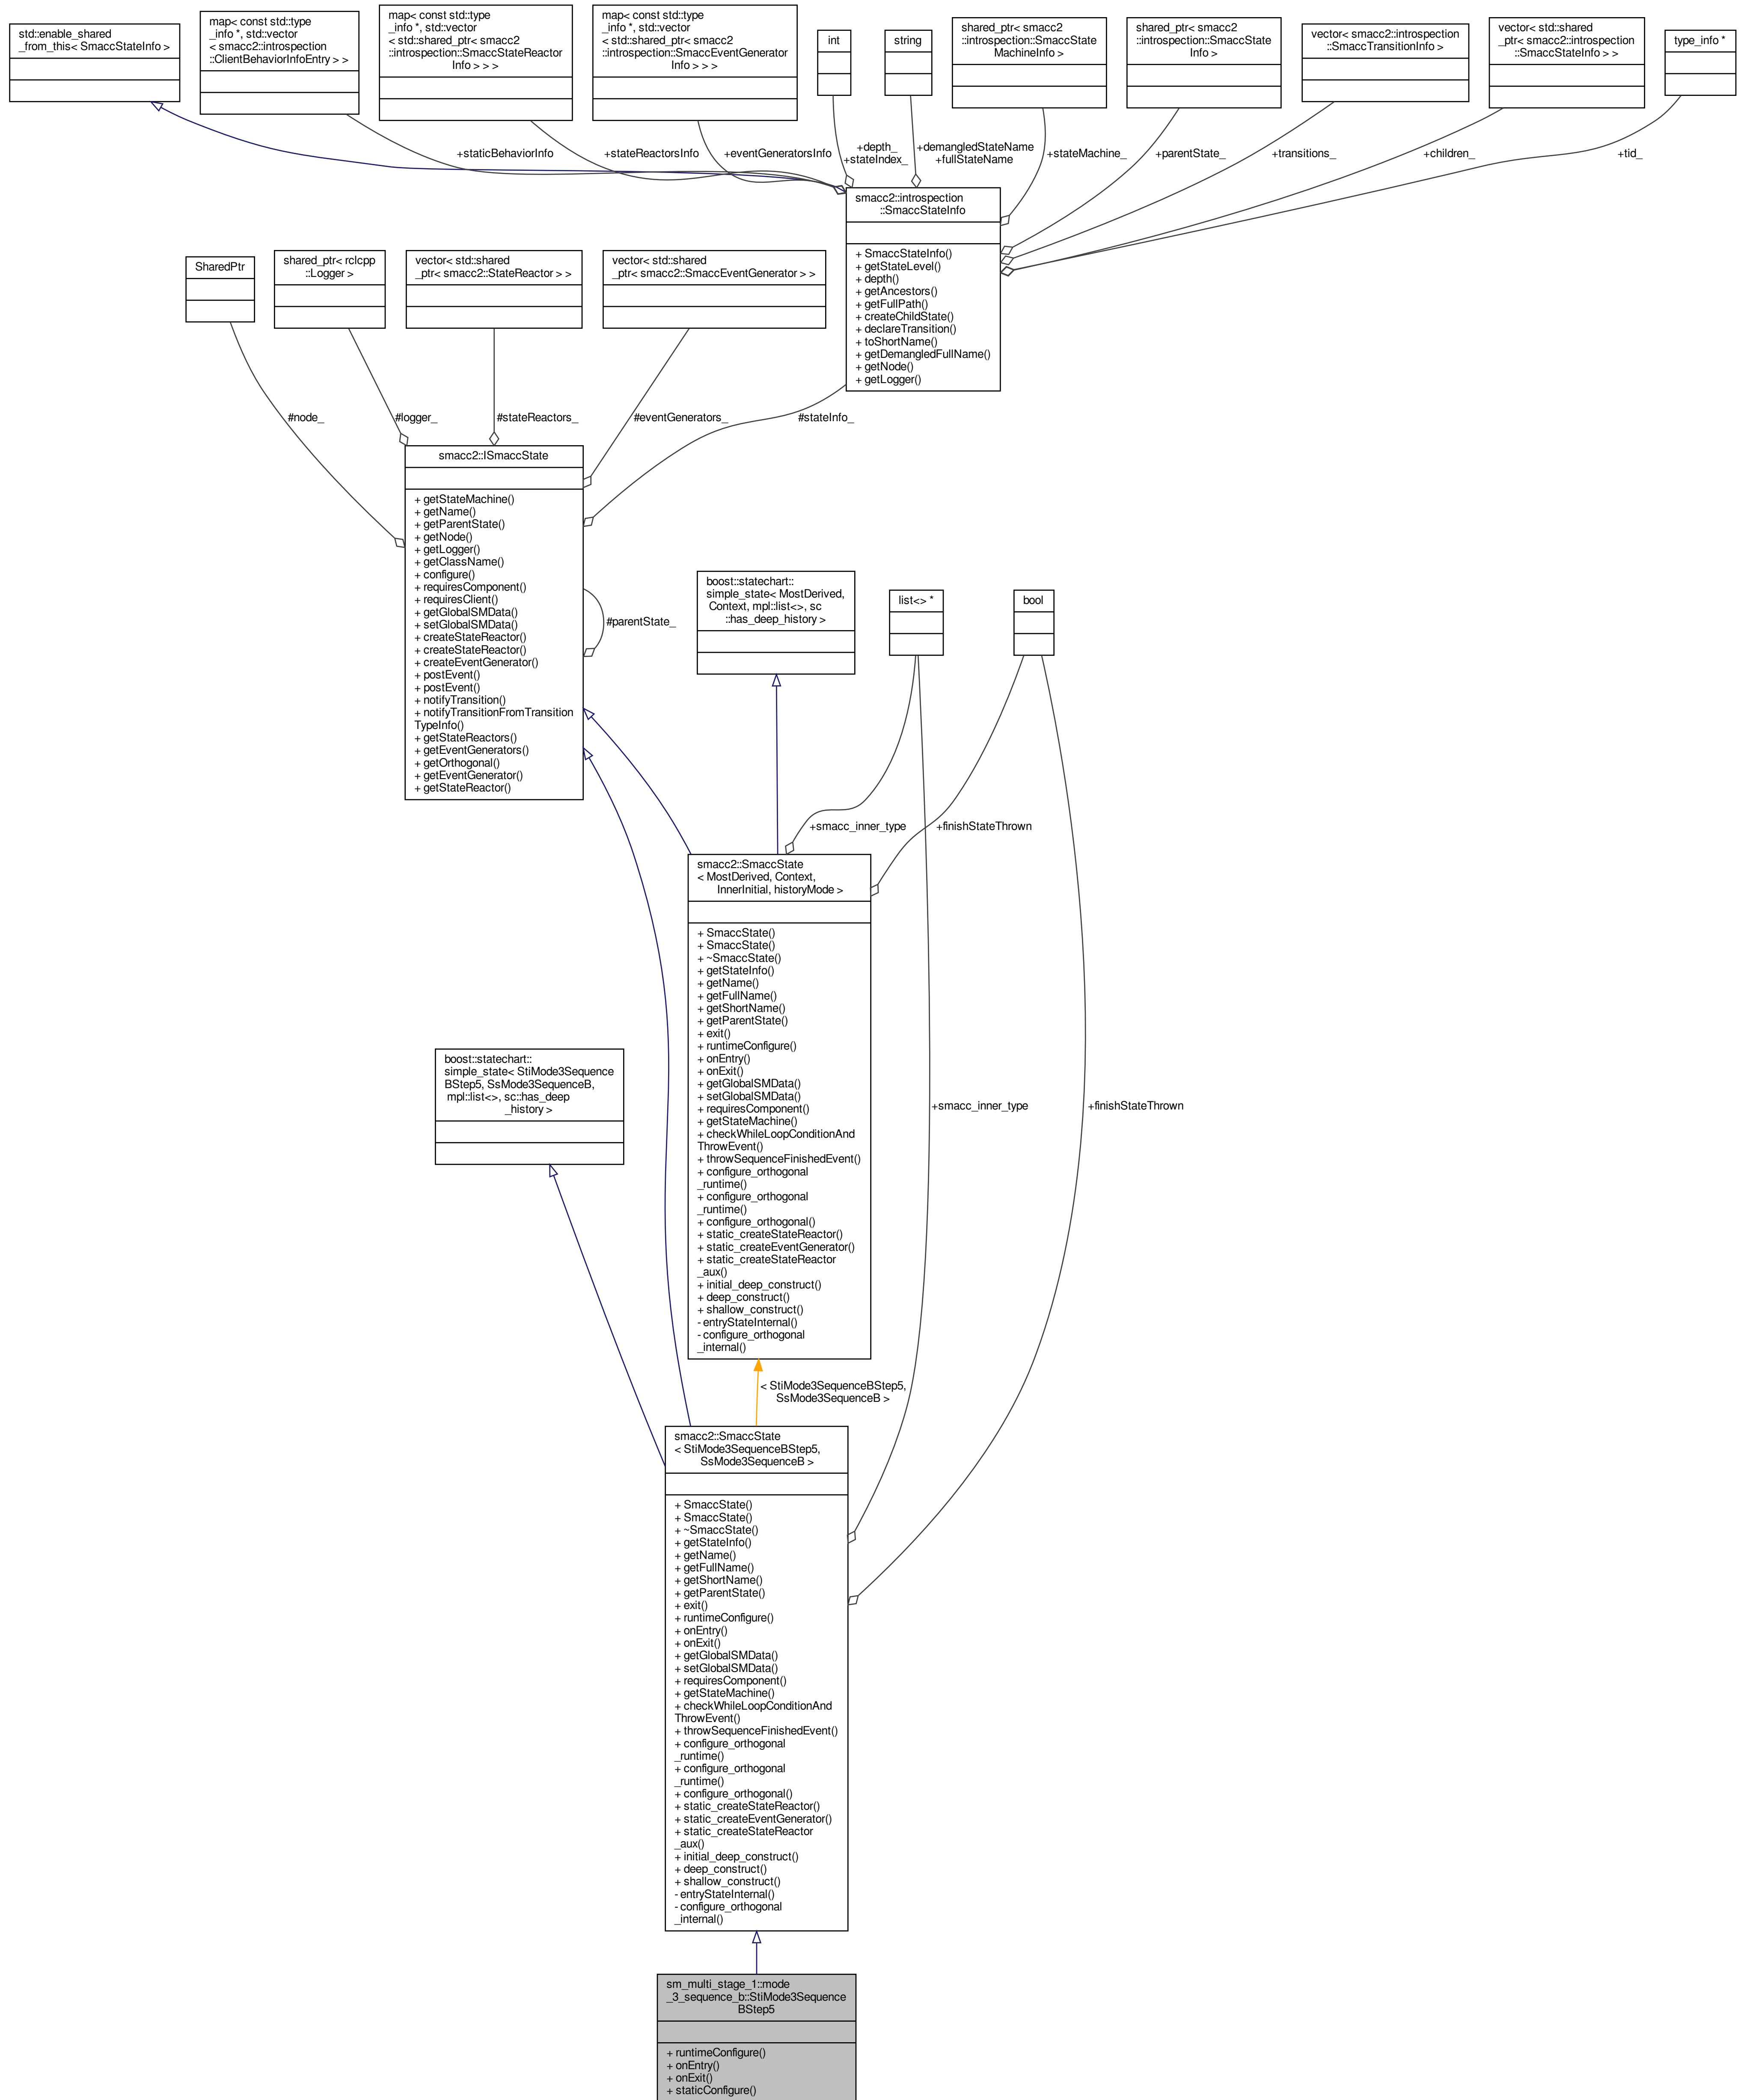 std::enable_shared
_from_this< SmaccStateInfo >
map< const std::type
_info *, std::vector
< smacc2::introspection
::ClientBehaviorInfoEntry > >
map< const std::type
_info *, std::vector
< std::shared_ptr< smacc2
::introspection::SmaccStateReactor
Info > > >
map< const std::type
_info *, std::vector
< std::shared_ptr< smacc2
::introspection::SmaccEventGenerator
Info > > >
int
string
shared_ptr< smacc2
::introspection::SmaccState
MachineInfo >
shared_ptr< smacc2
::introspection::SmaccState
Info >
vector< smacc2::introspection
::SmaccTransitionInfo >
vector< std::shared
_ptr< smacc2::introspection
::SmaccStateInfo > >
type_info *
+staticBehaviorInfo
+stateReactorsInfo
+eventGeneratorsInfo
+depth_
+stateIndex_
+demangledStateName
+fullStateName
+stateMachine_
+parentState_
+transitions_
+children_
+tid_
smacc2::introspection
::SmaccStateInfo
+ SmaccStateInfo()
+ getStateLevel()
+ depth()
+ getAncestors()
+ getFullPath()
+ createChildState()
+ declareTransition()
+ toShortName()
+ getDemangledFullName()
+ getNode()
+ getLogger()
SharedPtr
shared_ptr< rclcpp
::Logger >
vector< std::shared
_ptr< smacc2::StateReactor > >
vector< std::shared
_ptr< smacc2::SmaccEventGenerator > >
#node_
#logger_
#stateReactors_
#eventGenerators_
#stateInfo_
smacc2::ISmaccState
+ getStateMachine()
+ getName()
+ getParentState()
+ getNode()
+ getLogger()
+ getClassName()
+ configure()
+ requiresComponent()
+ requiresClient()
+ getGlobalSMData()
+ setGlobalSMData()
+ createStateReactor()
+ createStateReactor()
+ createEventGenerator()
+ postEvent()
+ postEvent()
+ notifyTransition()
+ notifyTransitionFromTransition
TypeInfo()
+ getStateReactors()
+ getEventGenerators()
+ getOrthogonal()
+ getEventGenerator()
+ getStateReactor()
#parentState_
boost::statechart::
simple_state< MostDerived,
Context, mpl::list<>, sc
::has_deep_history >
list<> *
bool
+smacc_inner_type
+finishStateThrown
smacc2::SmaccState
< MostDerived, Context,
InnerInitial, historyMode >
+ SmaccState()
+ SmaccState()
+ ~SmaccState()
+ getStateInfo()
+ getName()
+ getFullName()
+ getShortName()
+ getParentState()
+ exit()
+ runtimeConfigure()
+ onEntry()
+ onExit()
+ getGlobalSMData()
+ setGlobalSMData()
+ requiresComponent()
+ getStateMachine()
+ checkWhileLoopConditionAnd
ThrowEvent()
+ throwSequenceFinishedEvent()
+ configure_orthogonal
_runtime()
+ configure_orthogonal
_runtime()
+ configure_orthogonal()
+ static_createStateReactor()
+ static_createEventGenerator()
+ static_createStateReactor
_aux()
+ initial_deep_construct()
+ deep_construct()
+ shallow_construct()
- entryStateInternal()
- configure_orthogonal
_internal()
boost::statechart::
simple_state< StiMode3Sequence
BStep5, SsMode3SequenceB,
mpl::list<>, sc::has_deep
_history >
+smacc_inner_type
+finishStateThrown
< StiMode3SequenceBStep5,
SsMode3SequenceB >
smacc2::SmaccState
< StiMode3SequenceBStep5,
SsMode3SequenceB >
+ SmaccState()
+ SmaccState()
+ ~SmaccState()
+ getStateInfo()
+ getName()
+ getFullName()
+ getShortName()
+ getParentState()
+ exit()
+ runtimeConfigure()
+ onEntry()
+ onExit()
+ getGlobalSMData()
+ setGlobalSMData()
+ requiresComponent()
+ getStateMachine()
+ checkWhileLoopConditionAnd
ThrowEvent()
+ throwSequenceFinishedEvent()
+ configure_orthogonal
_runtime()
+ configure_orthogonal
_runtime()
+ configure_orthogonal()
+ static_createStateReactor()
+ static_createEventGenerator()
+ static_createStateReactor
_aux()
+ initial_deep_construct()
+ deep_construct()
+ shallow_construct()
- entryStateInternal()
- configure_orthogonal
_internal()
sm_multi_stage_1::mode
_3_sequence_b::StiMode3Sequence
BStep5
+ runtimeConfigure()
+ onEntry()
+ onExit()
+ staticConfigure()